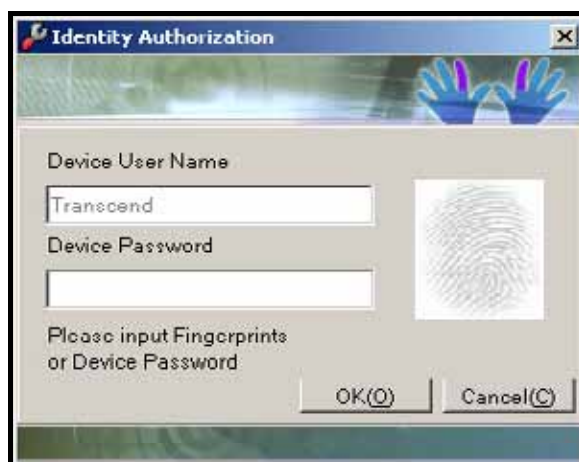 Identity Authorization
Device User Name
Transcend
Device Password
Please input Fingerprints
or Device Password
OK(O) Cancel(C)